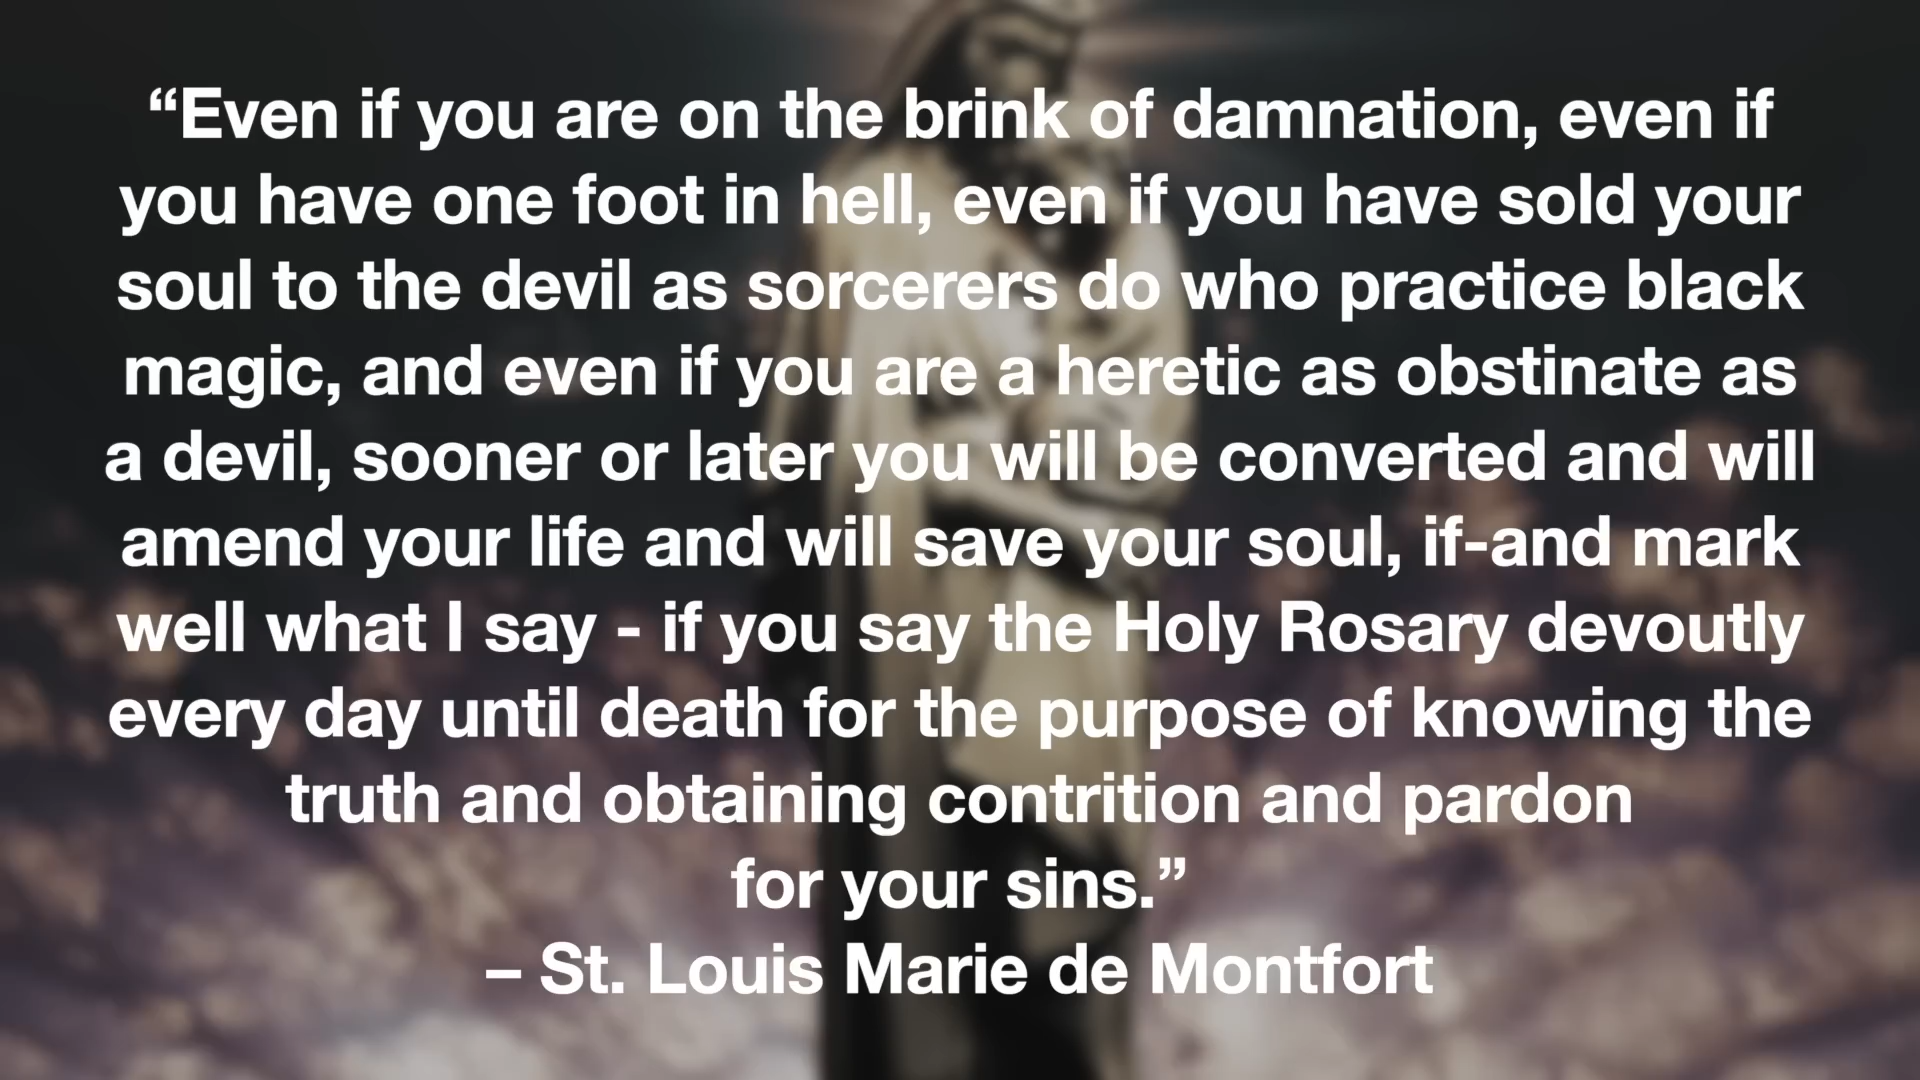 “Even if you are on the brink of damnation, even if
you have one foot in hell, even if you have sold your
soul to the devil as sorcerers do who practice black
magic, and even if you are a heretic as obstinate as
a devil, sooner or later you will be converted and will
amend your life and will save your soul, if-and mark
well what I say - if you say the Holy Rosary devoutly
every day until death for the purpose of knowing the
truth and obtaining contrition and pardon
for your sins.”
– St. Louis Marie de Montfort